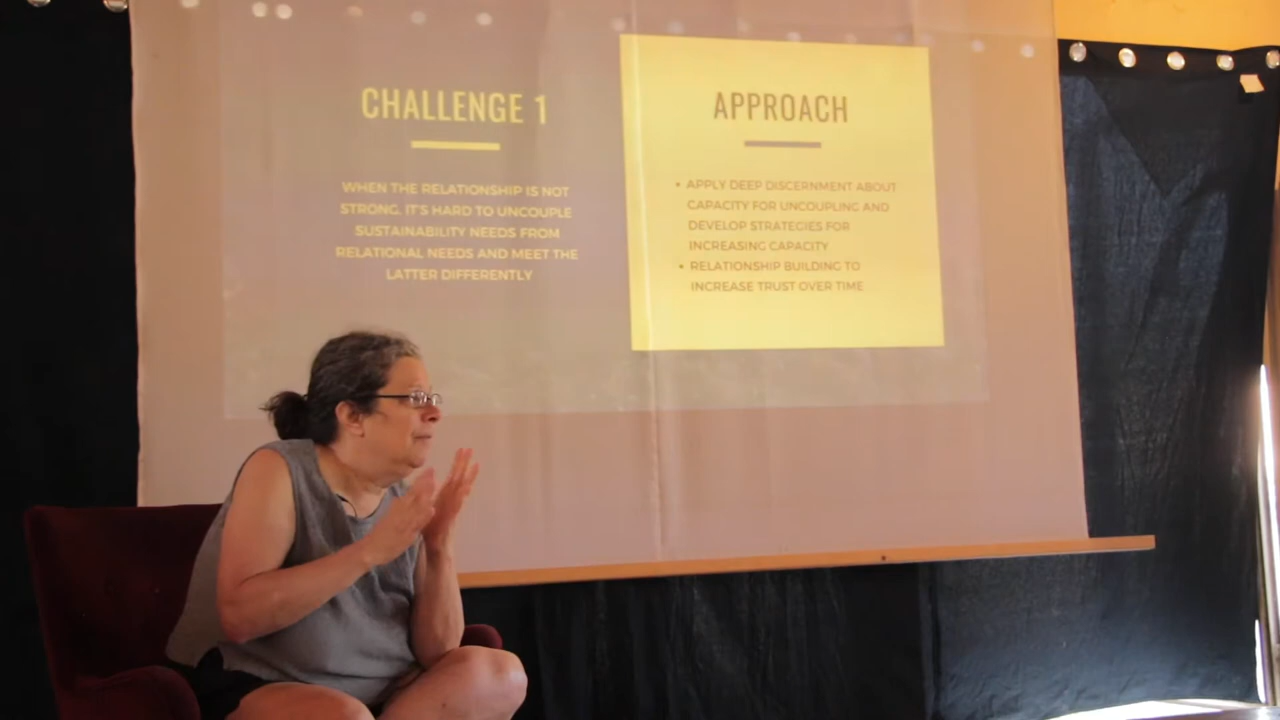 CHALLENGE 1
WHEN THE RELATIONSHIP IS NOT
STRONG. IT'S HARD TO UNCOUPLE
SUSTAINABILITY NEEDS FROM
RELATIONAL NEEDS AND MEET THE
LATTER DIFFERENTLY
APPROACH
• APPLY DEEP DISCERNMENT ABOUT
CAPACITY FOR UNCOUPLING AND
DEVELOP STRATEGIES FOR
INCREASING CAPACITY
• RELATIONSHIP BUILDING TO
INCREASE TRUST OVER TIME